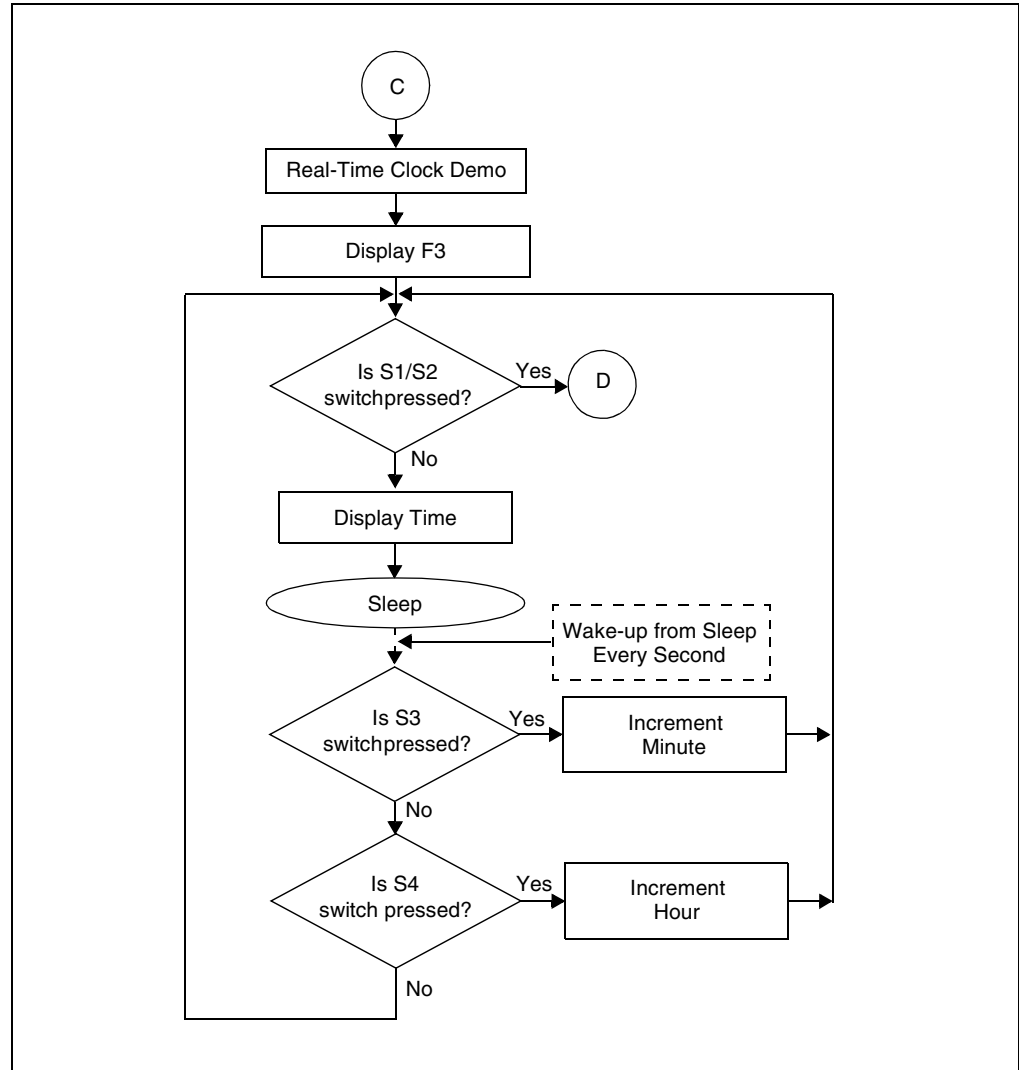 C
Real-Time Clock Demo
Display F3
Is S1/S2
switchpressed?
Yes
D
No
Display Time
Sleep
Wake-up from Sleep
Every Second
Is S3
switchpressed?
Yes
Increment
Minute
No
Is S4
switch pressed?
Yes
Increment
Hour
No